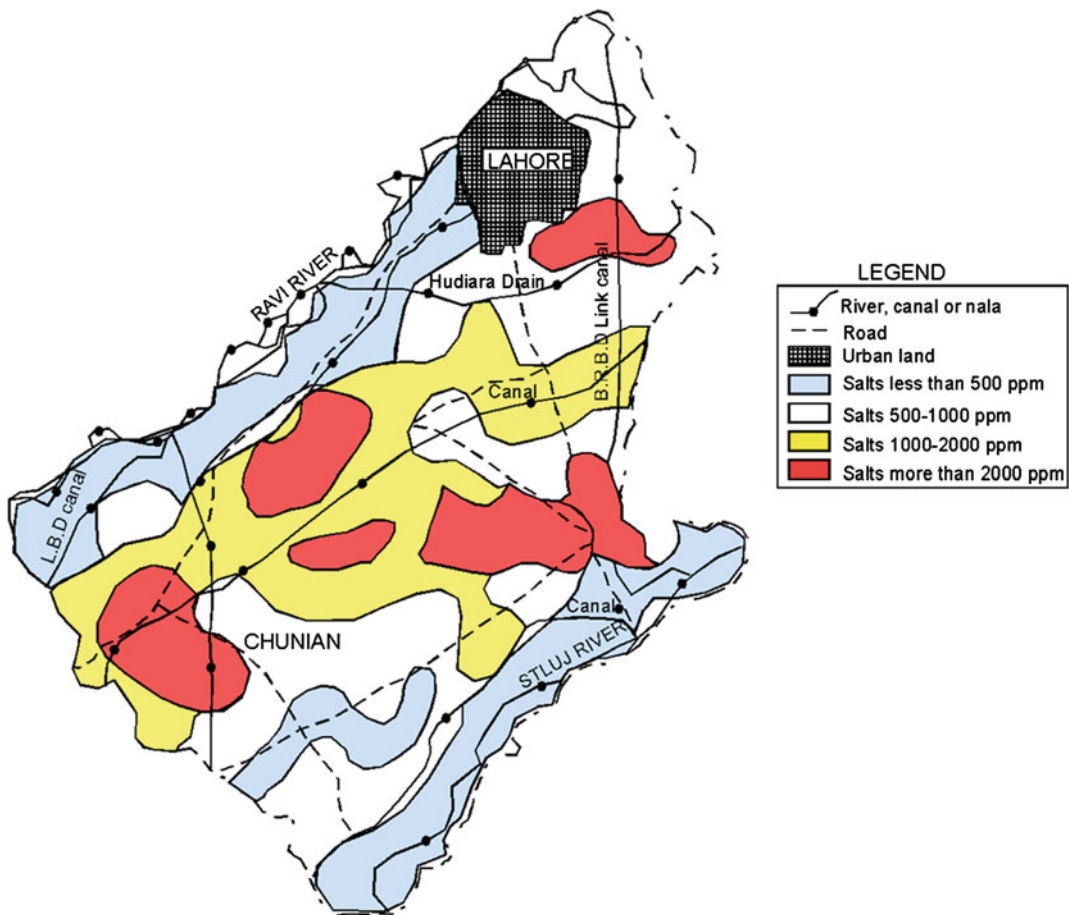 LAHORE
RAVI RIVER
Hudiara Drain
B.R.B.D Link canal
Canal
L.B.D canal
Canal
CHUNIAN
STLUJ RIVER
LEGEND
River, canal or nala
Road
Urban land
Salts less than 500 ppm
Salts 500-1000 ppm
Salts 1000-2000 ppm
Salts more than 2000 ppm